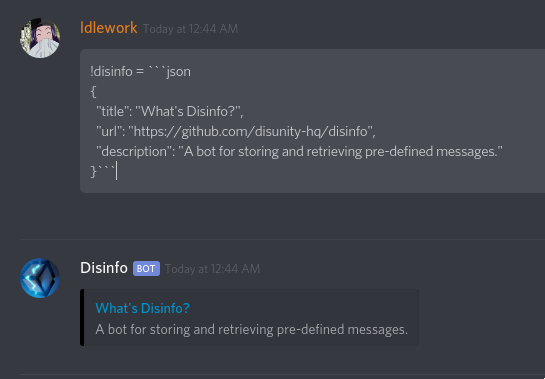 Idlework Today at 12:44 AM
!disinfo = ```json
{
  "title": "What's Disinfo?",
  "url": "https://github.com/disunity-hq/disinfo",
  "description": "A bot for storing and retrieving pre-defined messages."
}```
Disinfo BOT Today at 12:44 AM
What's Disinfo?
A bot for storing and retrieving pre-defined messages.